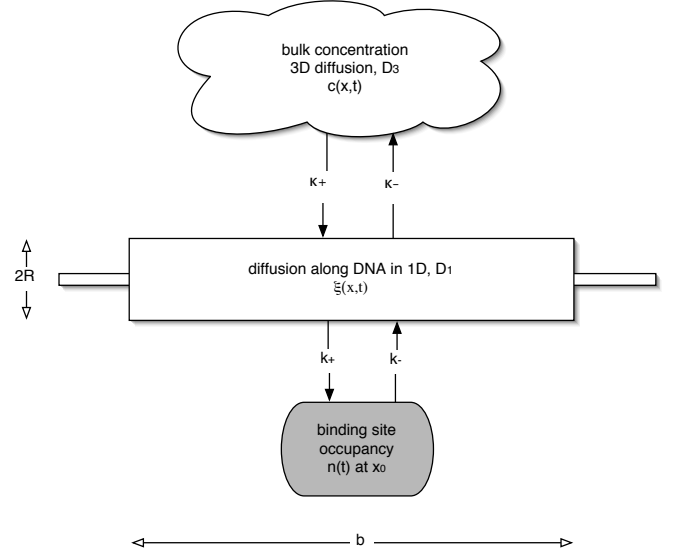 bulk concentration
3D diffusion, D₃
c(x,t)
κ+
κ−
2R
diffusion along DNA in 1D, D₁
ξ(x,t)
k₊
k₋
binding site
occupancy
n(t) at x₀
b